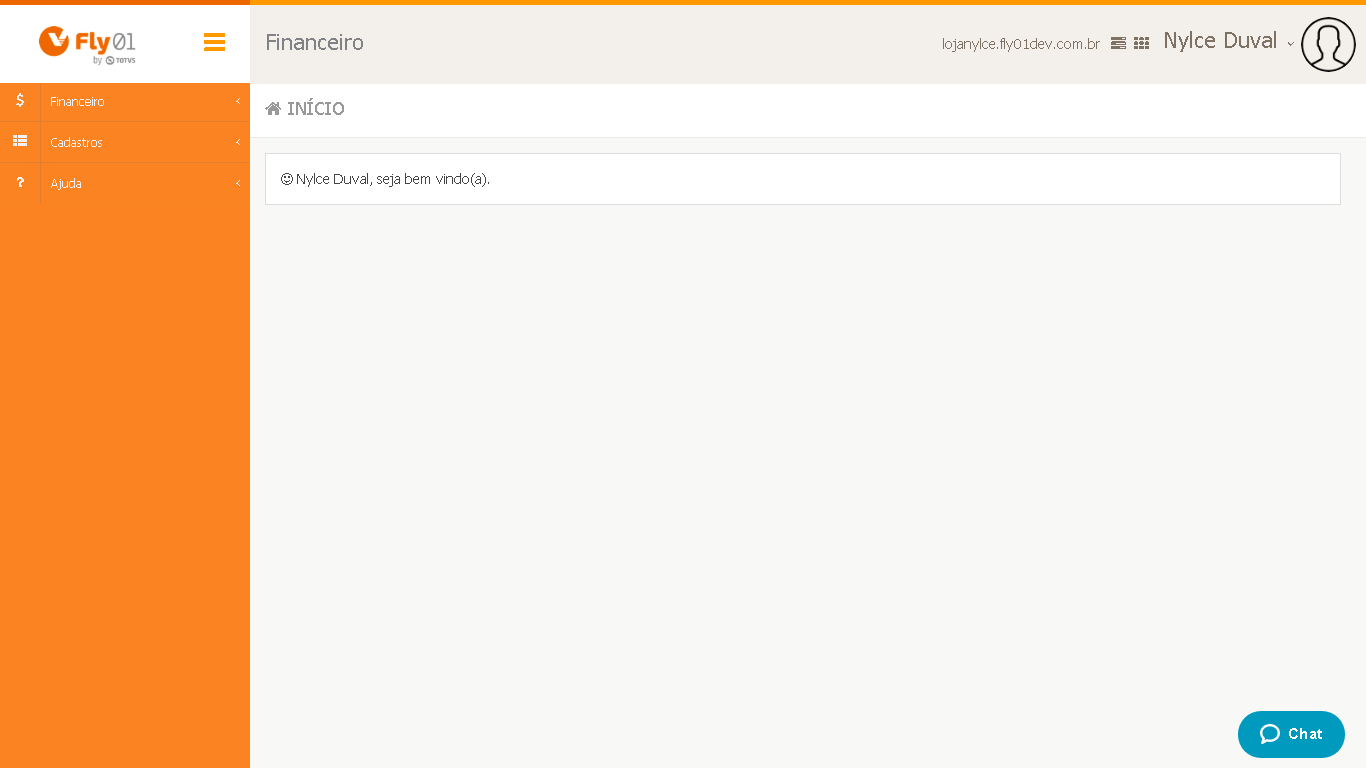 Fly01
by TOTVS
Financeiro
lojanylce.fly01dev.com.br
Nylce Duval
Financeiro
Cadastros
? Ajuda
INÍCIO
Nylce Duval, seja bem vindo(a).
Chat